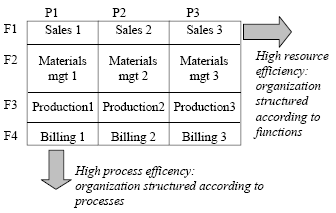 P1 P2 P3
F1 Sales 1 Sales 2 Sales 3
F2 Materials mgt 1 Materials mgt 2 Materials mgt 3
F3 Production1 Production2 Production3
F4 Billing 1 Billing 2 Billing 3
High resource
efficiency:
organization
structured
according to
functions
High process efficency:
organization structured according to
processes